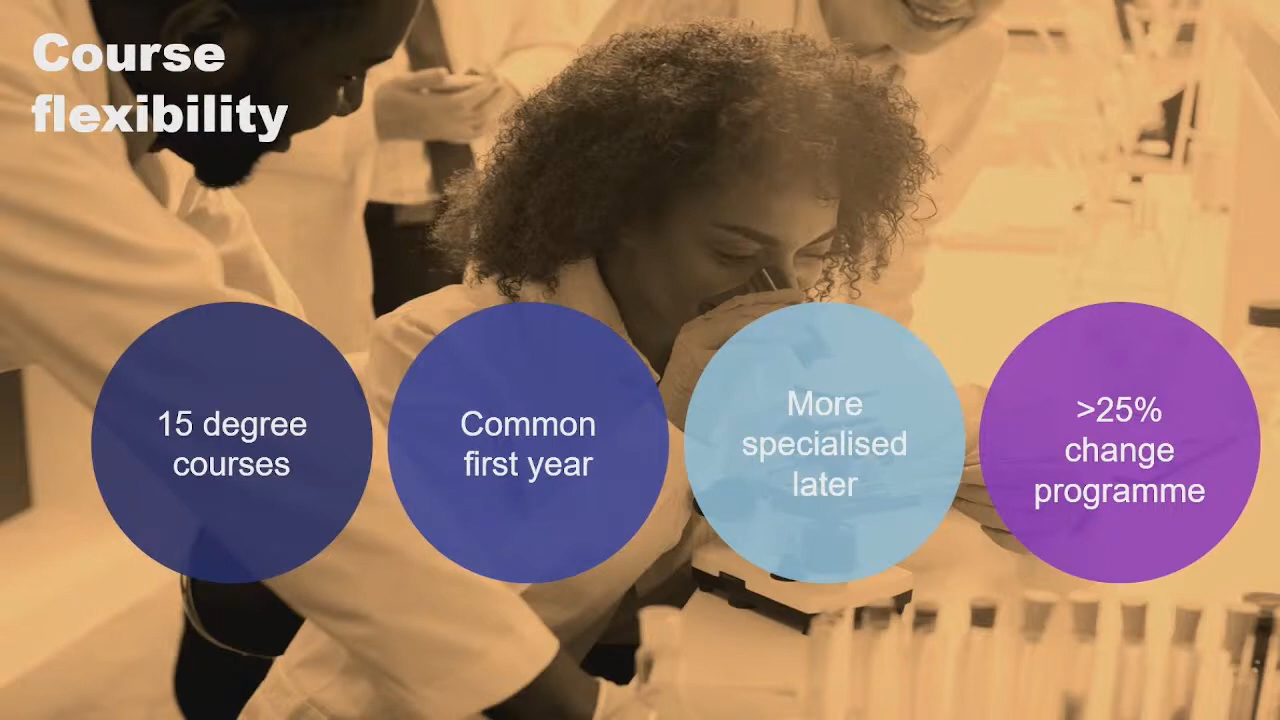 Course
flexibility
15 degree
courses
Common
first year
More
specialised
later
>25%
change
programme